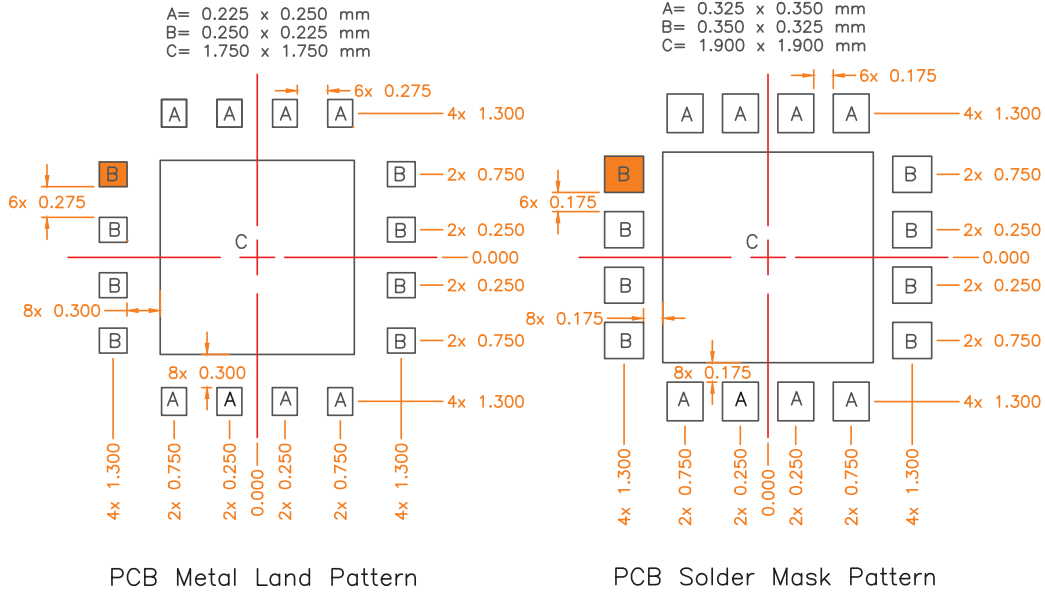 A= 0.225 x 0.250 mm
B= 0.250 x 0.225 mm
C= 1.750 x 1.750 mm
6x 0.275
A A A A
4x 1.300
B
B
2x 0.750
6x 0.275
B
B
2x 0.250
C
0.000
B
B
2x 0.250
8x 0.300
B
B
2x 0.750
8x 0.300
A A A A
4x 1.300
4x 1.300
2x 0.750
2x 0.250
0.000
2x 0.250
2x 0.750
4x 1.300
PCB Metal Land Pattern
A= 0.325 x 0.350 mm
B= 0.350 x 0.325 mm
C= 1.900 x 1.900 mm
6x 0.175
A A A A
4x 1.300
B
B
2x 0.750
6x 0.175
B
B
2x 0.250
C
0.000
B
B
2x 0.250
8x 0.175
B
B
2x 0.750
8x 0.175
A A A A
4x 1.300
4x 1.300
2x 0.750
2x 0.250
0.000
2x 0.250
2x 0.750
4x 1.300
PCB Solder Mask Pattern